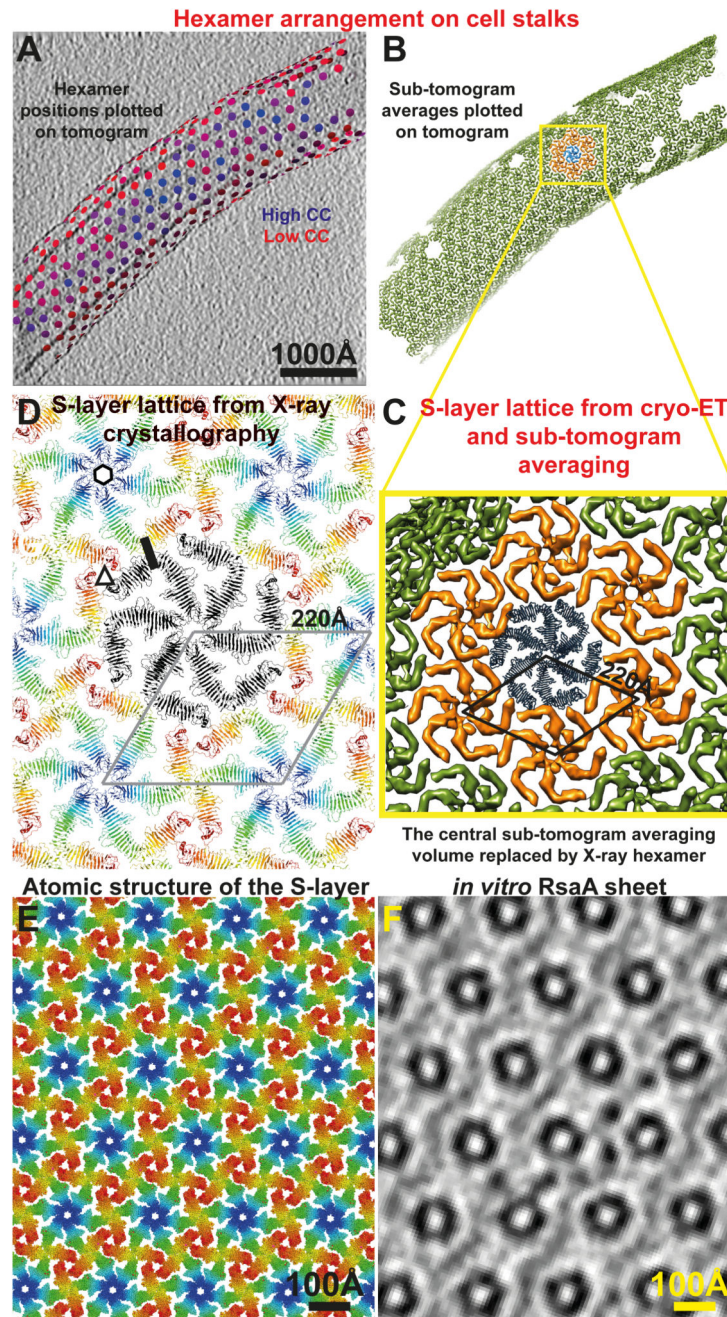 Hexamer arrangement on cell stalks
A
Hexamer
positions plotted
on tomogram
High CC
Low CC
1000Å
B
Sub-tomogram
averages plotted
on tomogram
D
S-layer lattice from X-ray
crystallography
220Å
C
S-layer lattice from cryo-ET
and sub-tomogram
averaging
220Å
The central sub-tomogram averaging
volume replaced by X-ray hexamer
Atomic structure of the S-layer
E
100Å
in vitro RsaA sheet
F
100Å